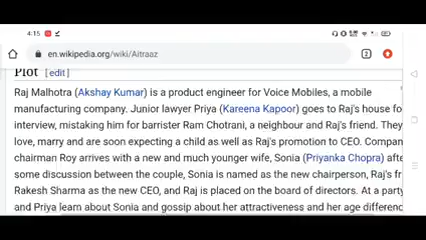 4:15
en.wikipedia.org/wiki/Aitraaz
2
Plot [edit]
Raj Malhotra (Akshay Kumar) is a product engineer for Voice Mobiles, a mobile
manufacturing company. Junior lawyer Priya (Kareena Kapoor) goes to Raj's house fo
interview, mistaking him for barrister Ram Chotrani, a neighbour and Raj's friend. They
love, marry and are soon expecting a child as well as Raj's promotion to CEO. Compan
chairman Roy arrives with a new and much younger wife, Sonia (Priyanka Chopra) afte
some discussion between the couple, Sonia is named as the new chairperson, Raj's fr
Rakesh Sharma as the new CEO, and Raj is placed on the board of directors. At a party
and Priya learn about Sonia and gossip about her attractiveness and her age differenc